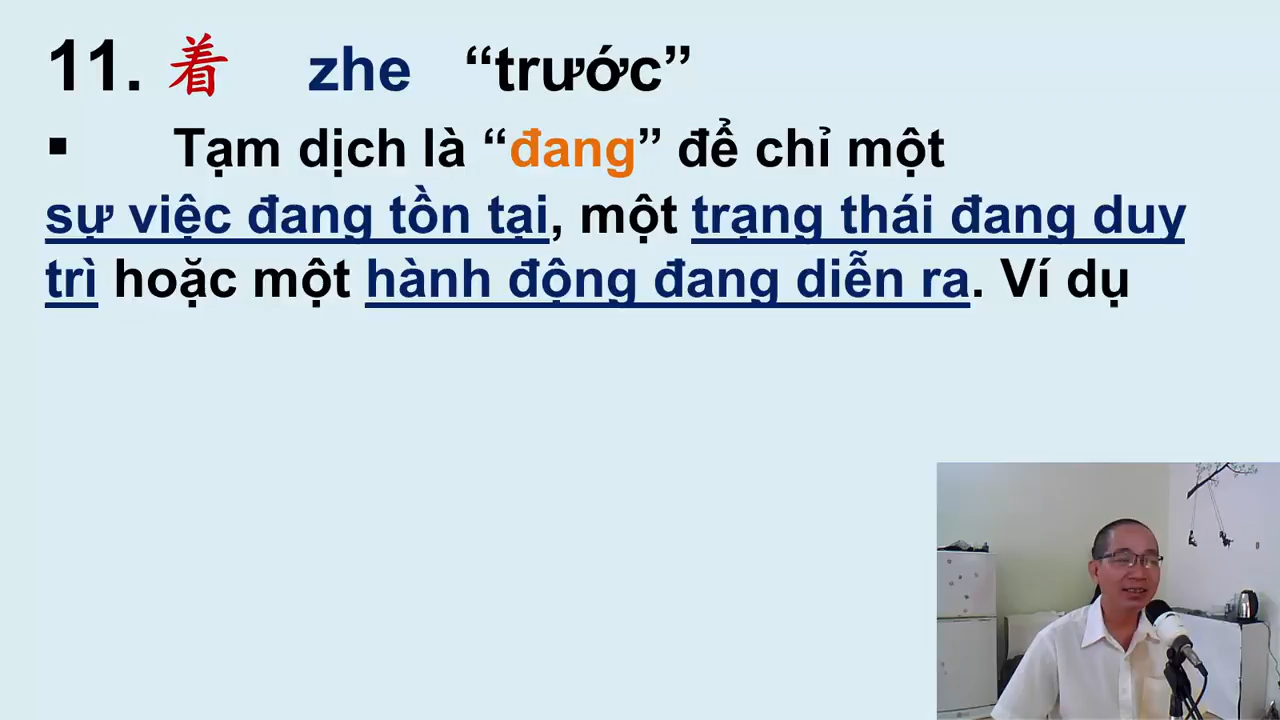 11. 着 zhe “trước”
▪ Tạm dịch là “đang” để chỉ một
sự việc đang tồn tại, một trạng thái đang duy
trì hoặc một hành động đang diễn ra. Ví dụ